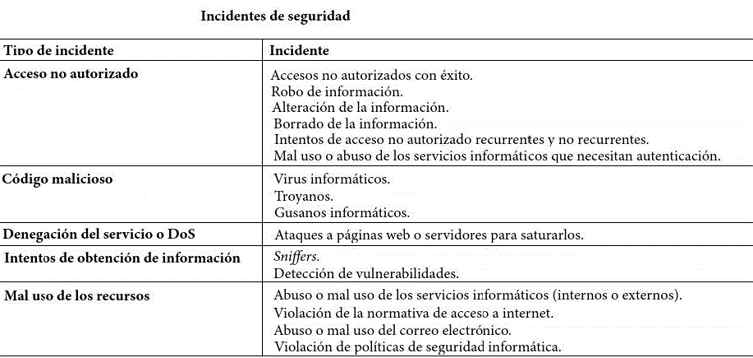 Incidentes de seguridad
Tipo de incidente Incidente
Acceso no autorizado Accesos no autorizados con éxito.
Robo de información.
Alteración de la información.
Borrado de la información.
Intentos de acceso no autorizado recurrentes y no recurrentes.
Mal uso o abuso de los servicios informáticos que necesitan autenticación.
Código malicioso Virus informáticos.
Troyanos.
Gusanos informáticos.
Denegación del servicio o DoS Ataques a páginas web o servidores para saturarlos.
Intentos de obtención de información Sniffers.
Detección de vulnerabilidades.
Mal uso de los recursos Abuso o mal uso de los servicios informáticos (internos o externos).
Violación de la normativa de acceso a internet.
Abuso o mal uso del correo electrónico.
Violación de políticas de seguridad informática.